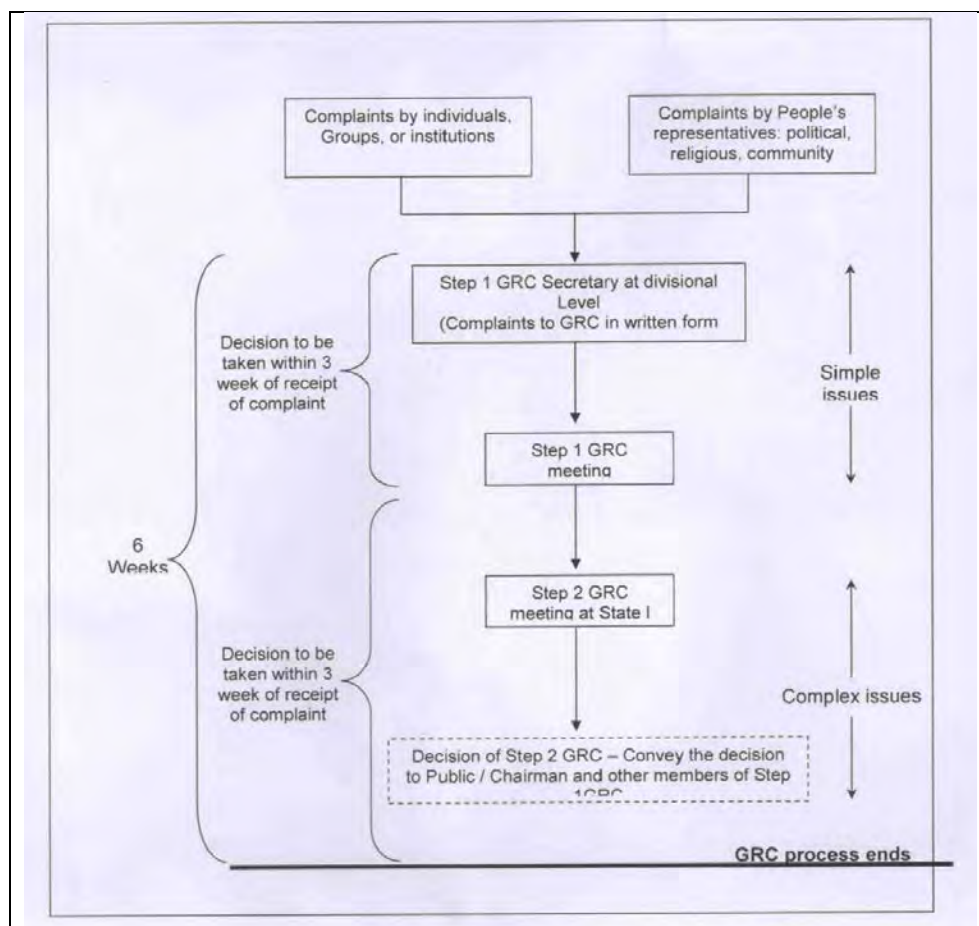 Complaints by individuals,
Groups, or institutions
Complaints by People's
representatives: political,
religious, community
Step 1 GRC Secretary at divisional
Level
(Complaints to GRC in written form
Decision to be
taken within 3
week of receipt
of complaint
Simple
issues
Step 1 GRC
meeting
6
Weeks
Step 2 GRC
meeting at State l
Decision to be
taken within 3
week of receipt
of complaint
Complex issues
Decision of Step 2 GRC – Convey the decision
to Public / Chairman and other members of Step
1GRC
GRC process ends